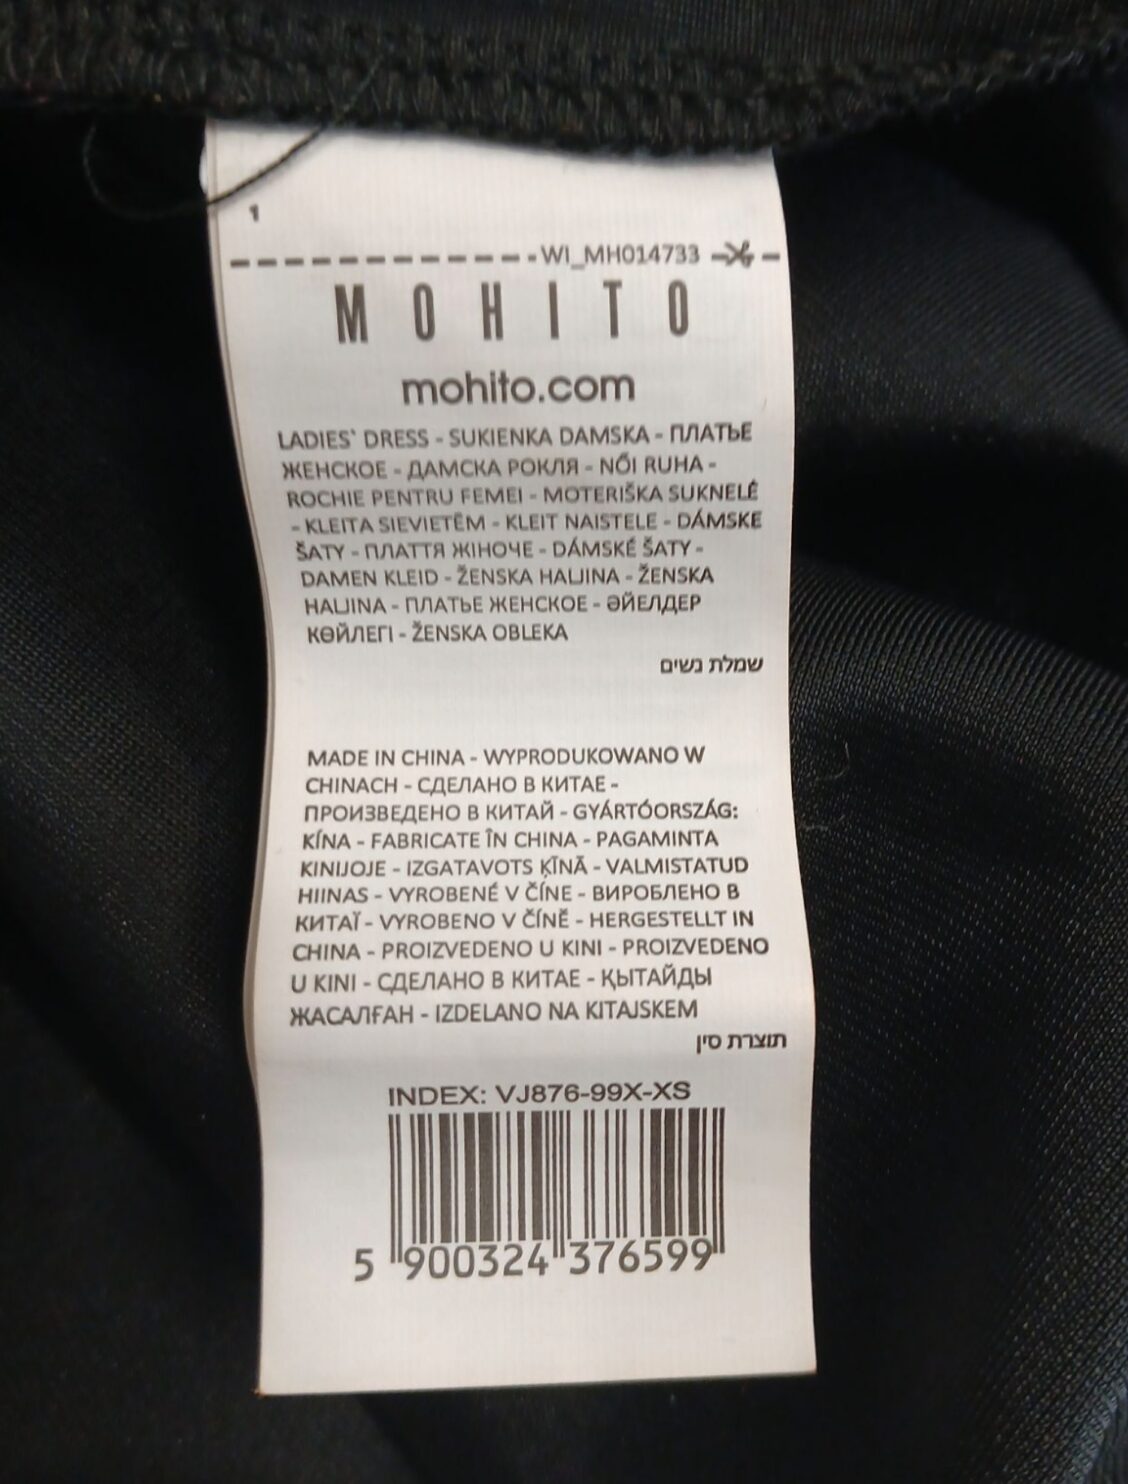 1
WI_MH014733
MOHITO
mohito.com
LADIES` DRESS - SUKIENKA DAMSKA - ПЛАТЬЕ
ЖЕНСКОЕ - ДАМСКА РОКЛЯ - NŐI RUHA -
ROCHIE PENTRU FEMEI - MOTERIŠKA SUKNELĖ
- KLEITA SIEVIETĒM - KLEIT NAISTELE - DÁMSKE
ŠATY - ПЛАТТЯ ЖІНОЧЕ - DÁMSKÉ ŠATY -
DAMEN KLEID - ŽENSKA HALJINA - ŽENSKA
HALJINA - ПЛАТЬЕ ЖЕНСКОЕ - ӘЙЕЛДЕР
КӨЙЛЕГІ - ŽENSKA OBLEKA
שמלת נשים
MADE IN CHINA - WYPRODUKOWANO W
CHINACH - СДЕЛАНО В КИТАЕ -
ПРОИЗВЕДЕНО В КИТАЙ - GYÁRTÓORSZÁG:
KÍNA - FABRICATE ÎN CHINA - PAGAMINTA
KINIJOJE - IZGATAVOTS ĶĪNĀ - VALMISTATUD
HIINAS - VYROBENÉ V ČÍNE - ВИРОБЛЕНО В
КИТАЇ - VYROBENO V ČÍNĚ - HERGESTELLT IN
CHINA - PROIZVEDENO U KINI - PROIZVEDENO
U KINI - СДЕЛАНО В КИТАЕ - ҚЫТАЙДЫ
ЖАСАЛҒАН - IZDELANO NA KITAJSKEM
תוצרת סין
INDEX: VJ876-99X-XS
5 900324 376599